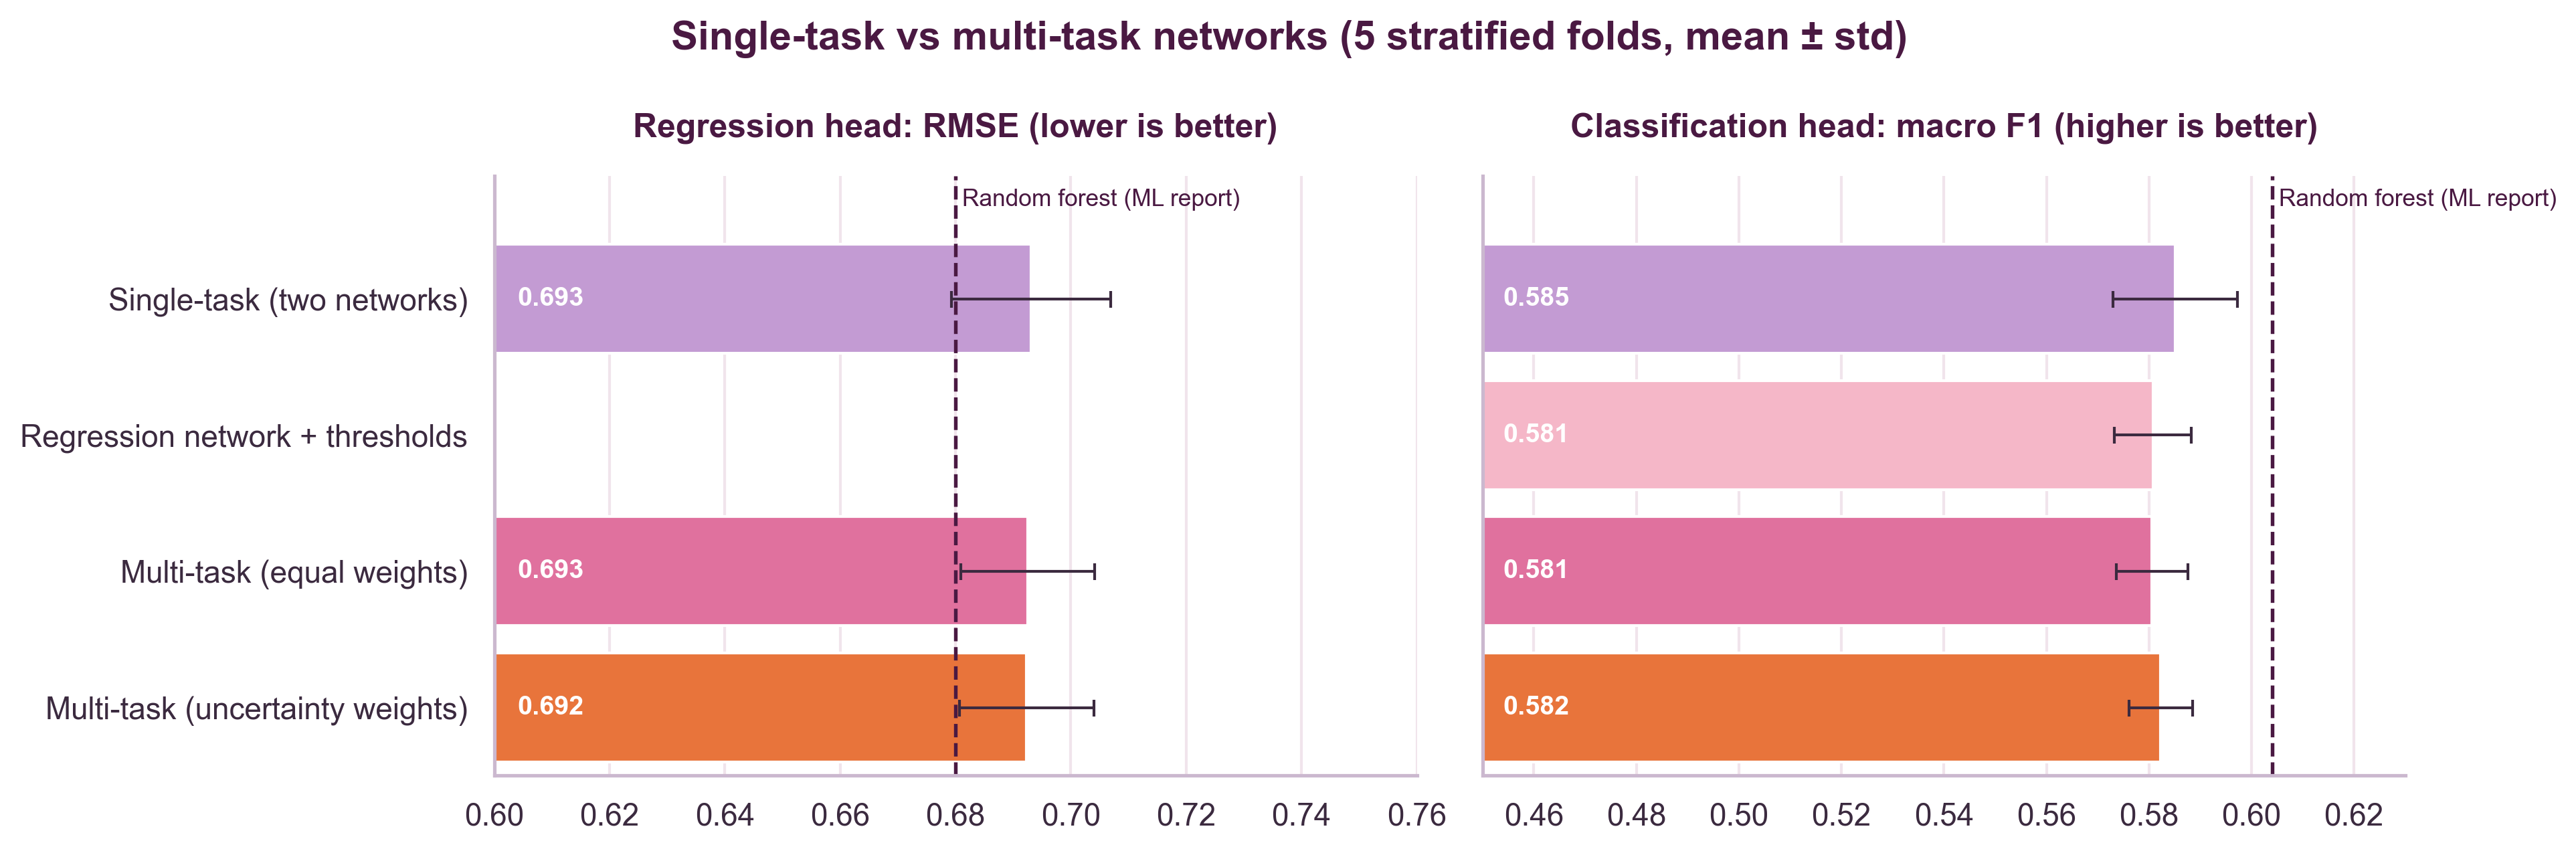 Single-task vs multi-task networks (5 stratified folds, mean ± std)
Regression head: RMSE (lower is better)
Random forest (ML report)
Single-task (two networks)
0.693
Regression network + thresholds
Multi-task (equal weights)
0.693
Multi-task (uncertainty weights)
0.692
0.60 0.62 0.64 0.66 0.68 0.70 0.72 0.74 0.76
Classification head: macro F1 (higher is better)
Random forest (ML report)
0.585
0.581
0.581
0.582
0.46 0.48 0.50 0.52 0.54 0.56 0.58 0.60 0.62